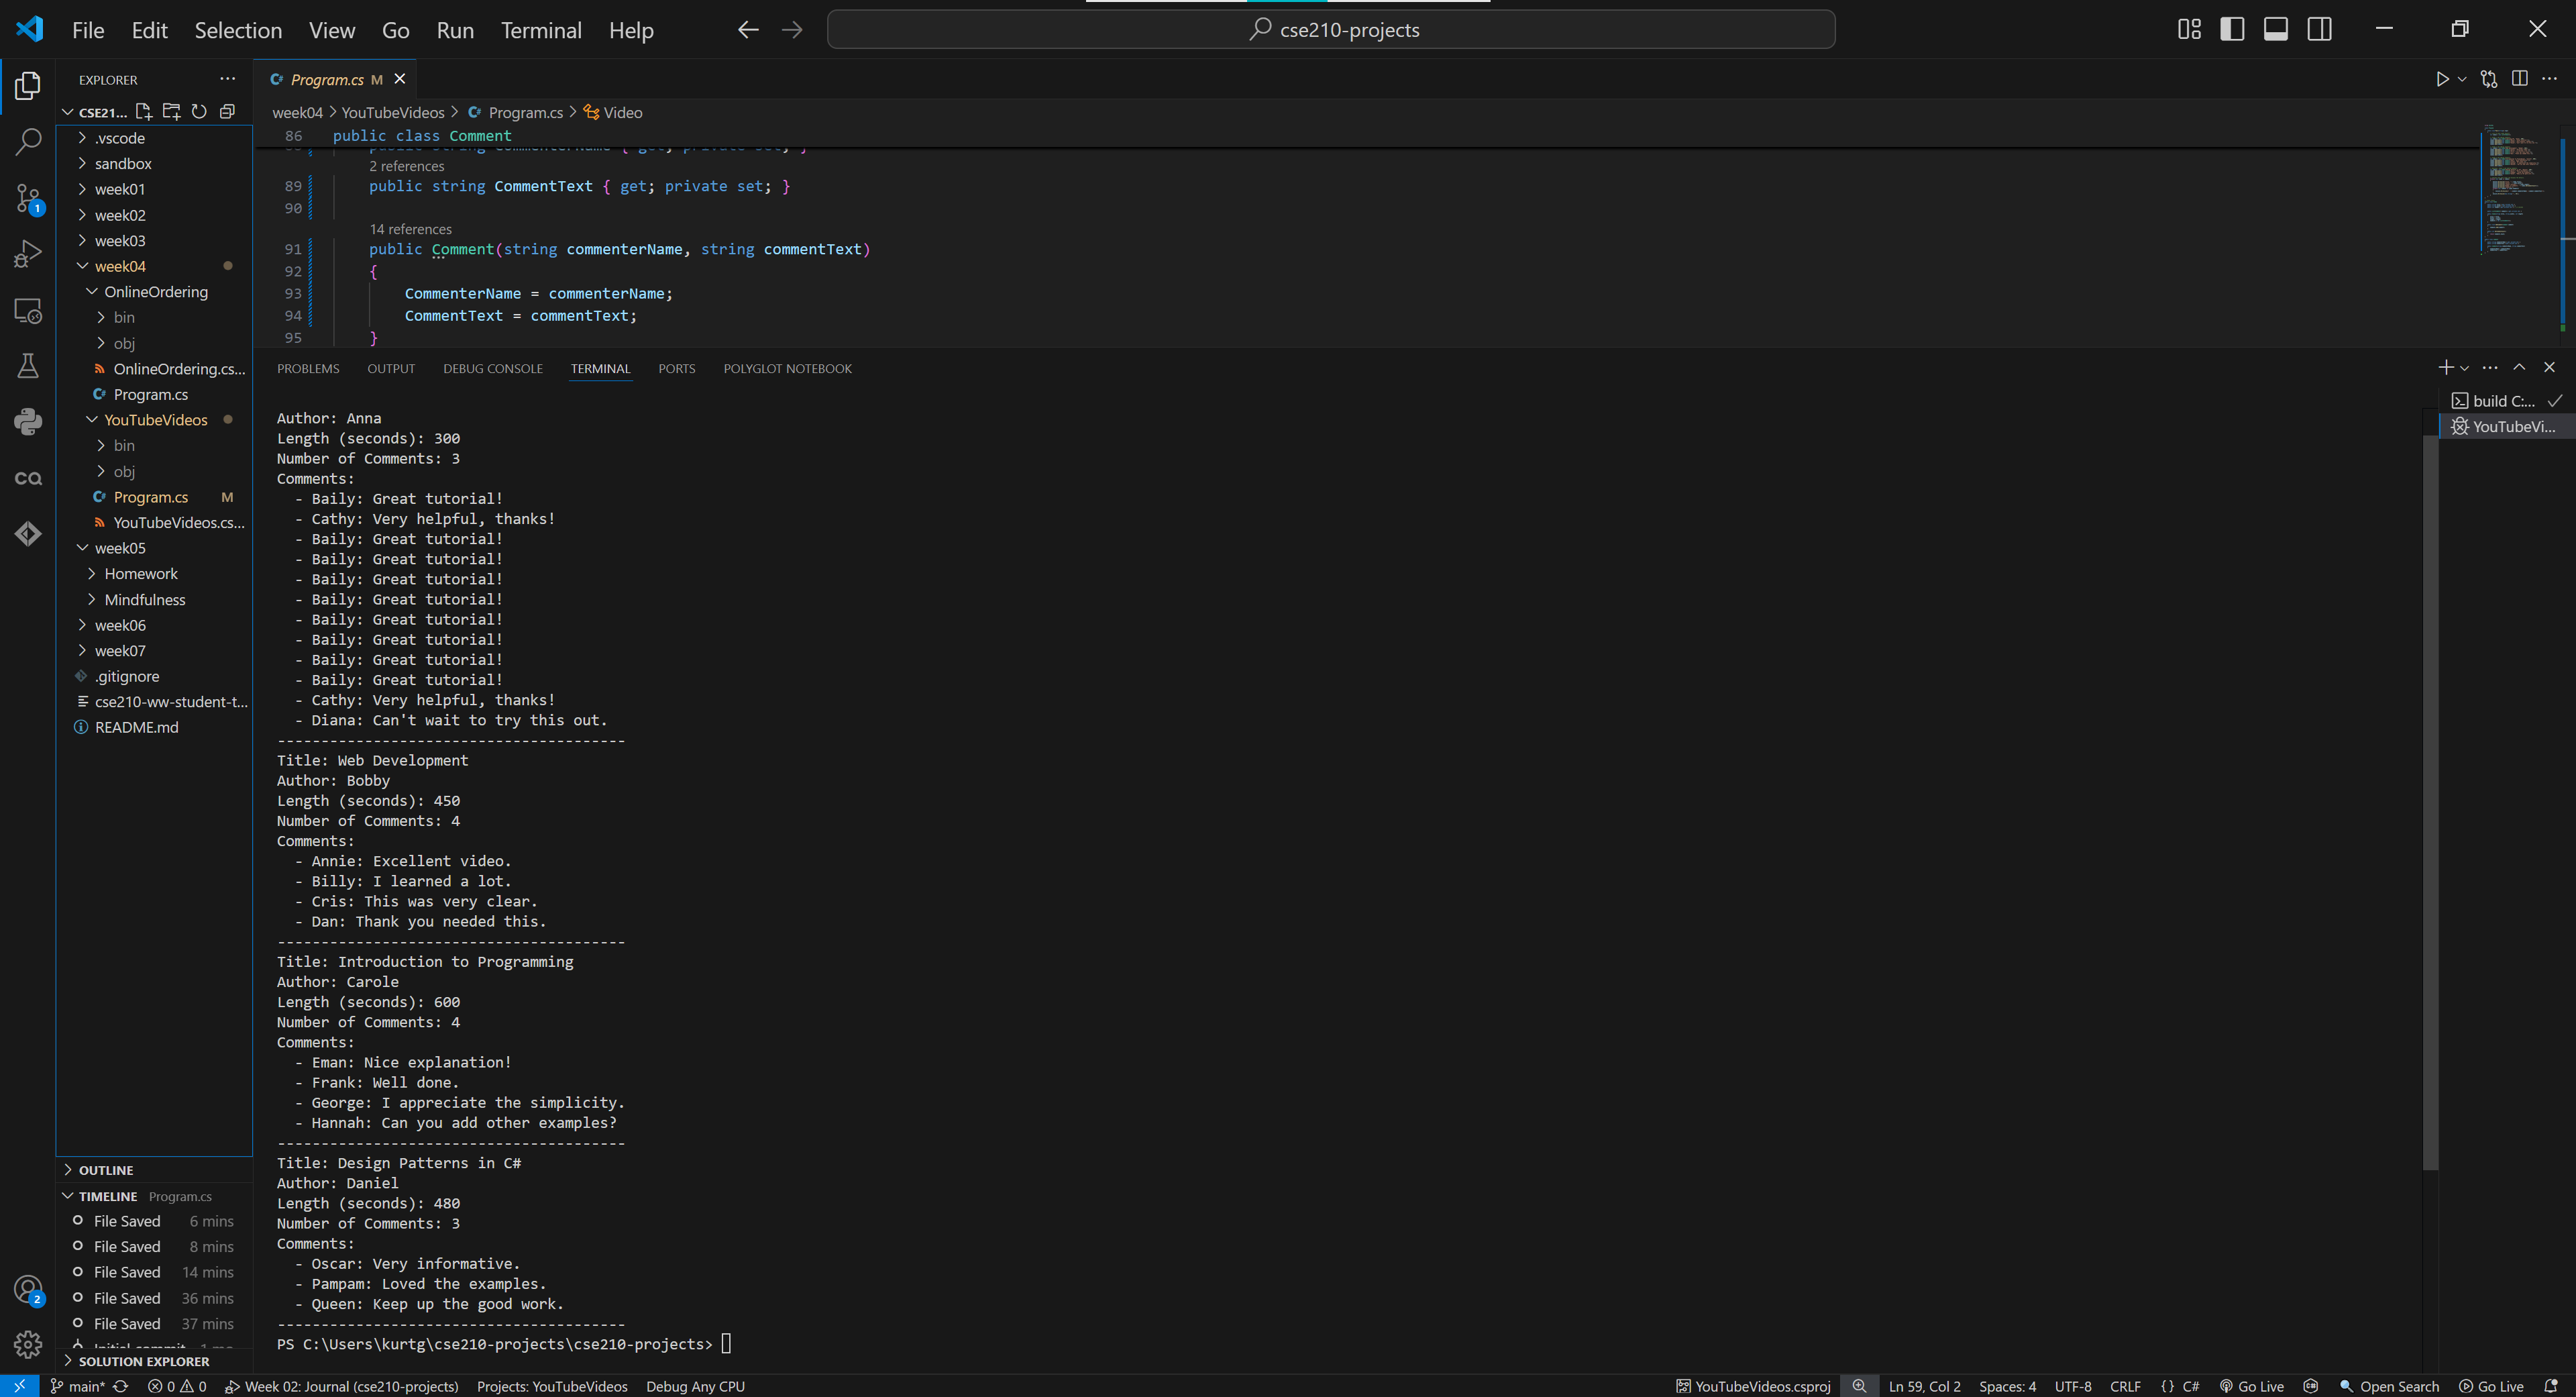 File Edit Selection View Go Run Terminal Help
cse210-projects
EXPLORER
CSE21...
.vscode
sandbox
week01
week02
week03
week04
OnlineOrdering
bin
obj
OnlineOrdering.cs...
Program.cs
YouTubeVideos
bin
obj
Program.cs M
YouTubeVideos.cs...
week05
Homework
Mindfulness
week06
week07
.gitignore
cse210-ww-student-t...
README.md
OUTLINE
TIMELINE Program.cs
File Saved 6 mins
File Saved 8 mins
File Saved 14 mins
File Saved 36 mins
File Saved 37 mins
SOLUTION EXPLORER
1
2
Program.cs M
week04 > YouTubeVideos > Program.cs > Video
86 public class Comment
2 references
89 public string CommentText { get; private set; }
90
14 references
91 public Comment(string commenterName, string commentText)
92 {
93 CommenterName = commenterName;
94 CommentText = commentText;
95 }
PROBLEMS OUTPUT DEBUG CONSOLE TERMINAL PORTS POLYGLOT NOTEBOOK
build C:...
YouTubeVi...
Author: Anna
Length (seconds): 300
Number of Comments: 3
Comments:
- Baily: Great tutorial!
- Cathy: Very helpful, thanks!
- Baily: Great tutorial!
- Baily: Great tutorial!
- Baily: Great tutorial!
- Baily: Great tutorial!
- Baily: Great tutorial!
- Baily: Great tutorial!
- Baily: Great tutorial!
- Baily: Great tutorial!
- Cathy: Very helpful, thanks!
- Diana: Can't wait to try this out.
----------------------------------------
Title: Web Development
Author: Bobby
Length (seconds): 450
Number of Comments: 4
Comments:
- Annie: Excellent video.
- Billy: I learned a lot.
- Cris: This was very clear.
- Dan: Thank you needed this.
----------------------------------------
Title: Introduction to Programming
Author: Carole
Length (seconds): 600
Number of Comments: 4
Comments:
- Eman: Nice explanation!
- Frank: Well done.
- George: I appreciate the simplicity.
- Hannah: Can you add other examples?
----------------------------------------
Title: Design Patterns in C#
Author: Daniel
Length (seconds): 480
Number of Comments: 3
Comments:
- Oscar: Very informative.
- Pampam: Loved the examples.
- Queen: Keep up the good work.
----------------------------------------
PS C:\Users\kurtg\cse210-projects\cse210-projects>
main* 0 0 Week 02: Journal (cse210-projects) Projects: YouTubeVideos Debug Any CPU YouTubeVideos.csproj Ln 59, Col 2 Spaces: 4 UTF-8 CRLF {} C# Go Live Open Search Go Live